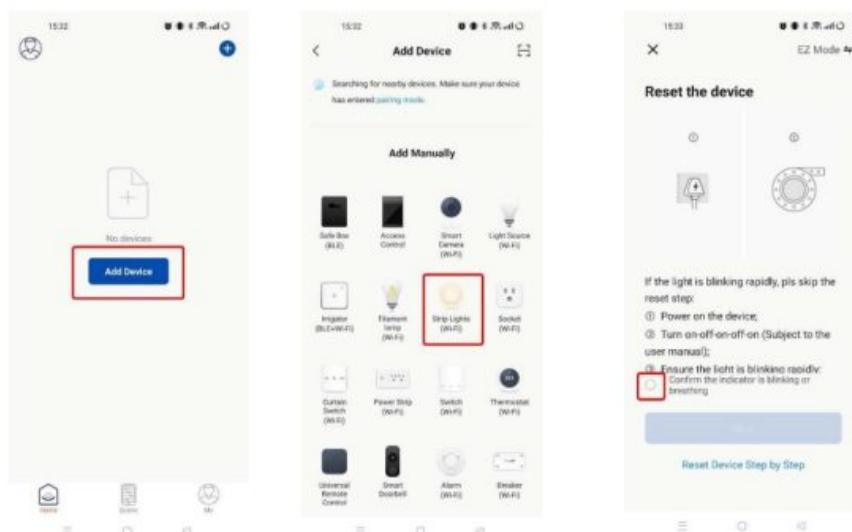 15:32
No devices
Add Device
Home
Scene
My
15:32
Add Device
Searching for nearby devices. Make sure your device
has entered pairing mode.
Add Manually
Safe Box
(BLE)
Access
Control
Smart
Camera
(Wi-Fi)
Light Source
(Wi-Fi)
Irrigator
(BLE+Wi-Fi)
Filament
lamp
(Wi-Fi)
Strip Lights
(Wi-Fi)
Socket
(Wi-Fi)
Curtain
Switch
(Wi-Fi)
Power Strip
(Wi-Fi)
Switch
(Wi-Fi)
Thermostat
(Wi-Fi)
Universal
Remote
Control
Smart
Doorbell
Alarm
(Wi-Fi)
Breaker
(Wi-Fi)
15:33
EZ Mode
Reset the device
①
②
If the light is blinking rapidly, pls skip the
reset step:
① Power on the device;
② Turn on-off-on-off-on (Subject to the
user manual);
③ Ensure the light is blinking rapidly:
Confirm the indicator is blinking or
breathing
Reset Device Step by Step